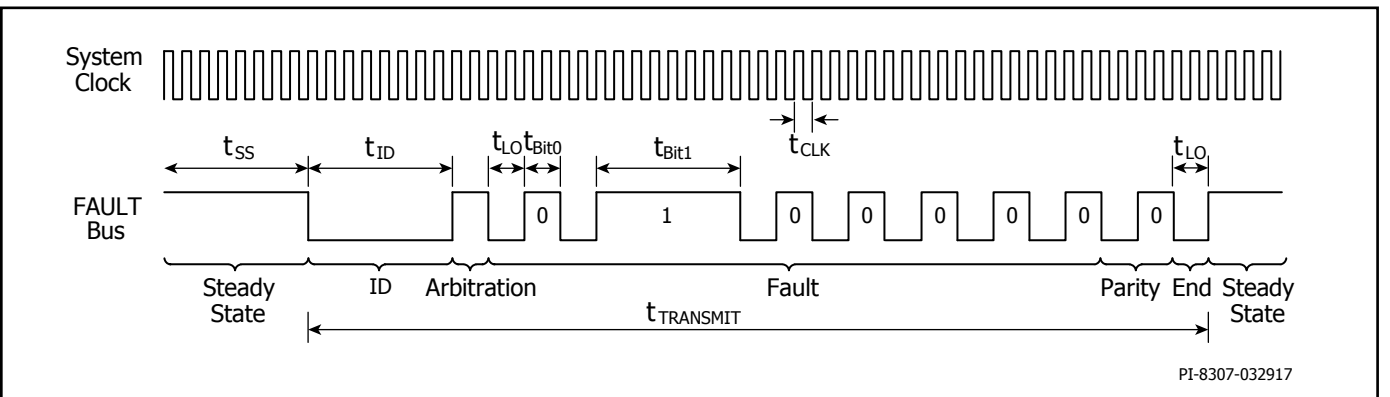 System
Clock
tSS
tID
tLO
tBit0
tBit1
tCLK
tLO
FAULT
Bus
0
1
0
0
0
0
0
0
Steady
State
ID
Arbitration
Fault
Parity
End
Steady
State
tTRANSMIT
PI-8307-032917